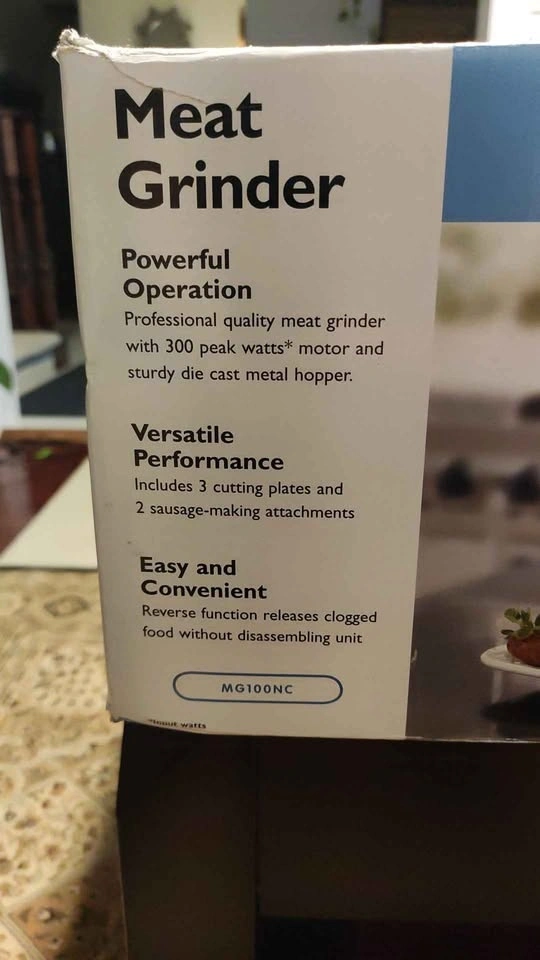 Meat
Grinder
Powerful
Operation
Professional quality meat grinder
with 300 peak watts* motor and
sturdy die cast metal hopper.
Versatile
Performance
Includes 3 cutting plates and
2 sausage-making attachments
Easy and
Convenient
Reverse function releases clogged
food without disassembling unit
MG100NC
*Input watts